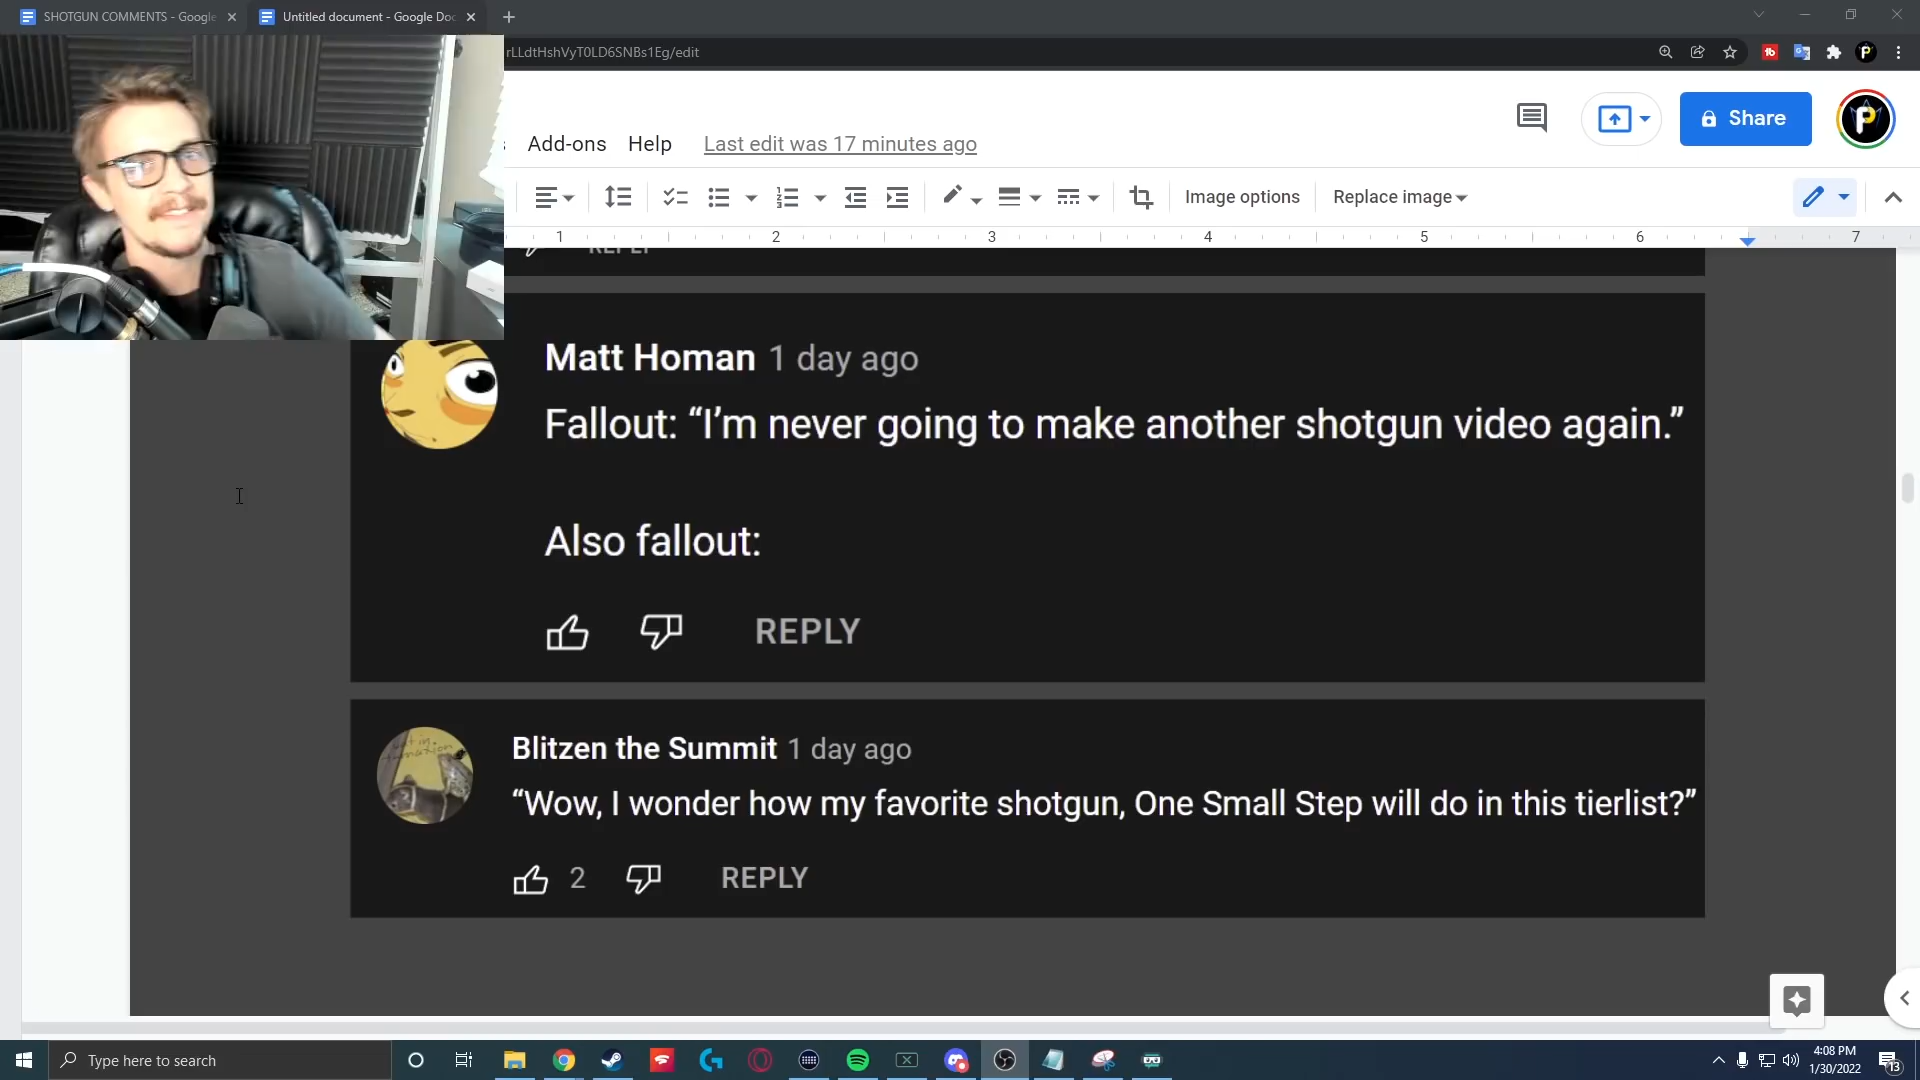 SHOTGUN COMMENTS - Google
Untitled document - Google Doc
rLLdtHshVyT0LD6SNBs1Eg/edit
Add-ons Help Last edit was 17 minutes ago
Share
Image options Replace image
1 2 3 4 5 6 7
REPLY
Matt Homan 1 day ago
Fallout: “I’m never going to make another shotgun video again.”
Also fallout:
REPLY
Blitzen the Summit 1 day ago
“Wow, I wonder how my favorite shotgun, One Small Step will do in this tierlist?”
2 REPLY
Type here to search
4:08 PM
1/30/2022
13